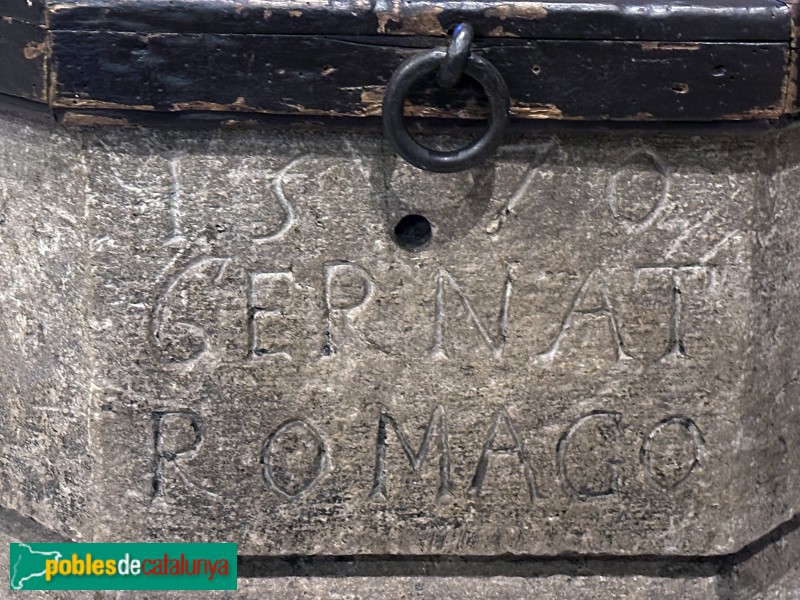 1570
GERNAT
ROMAGO
poblesdecatalunya